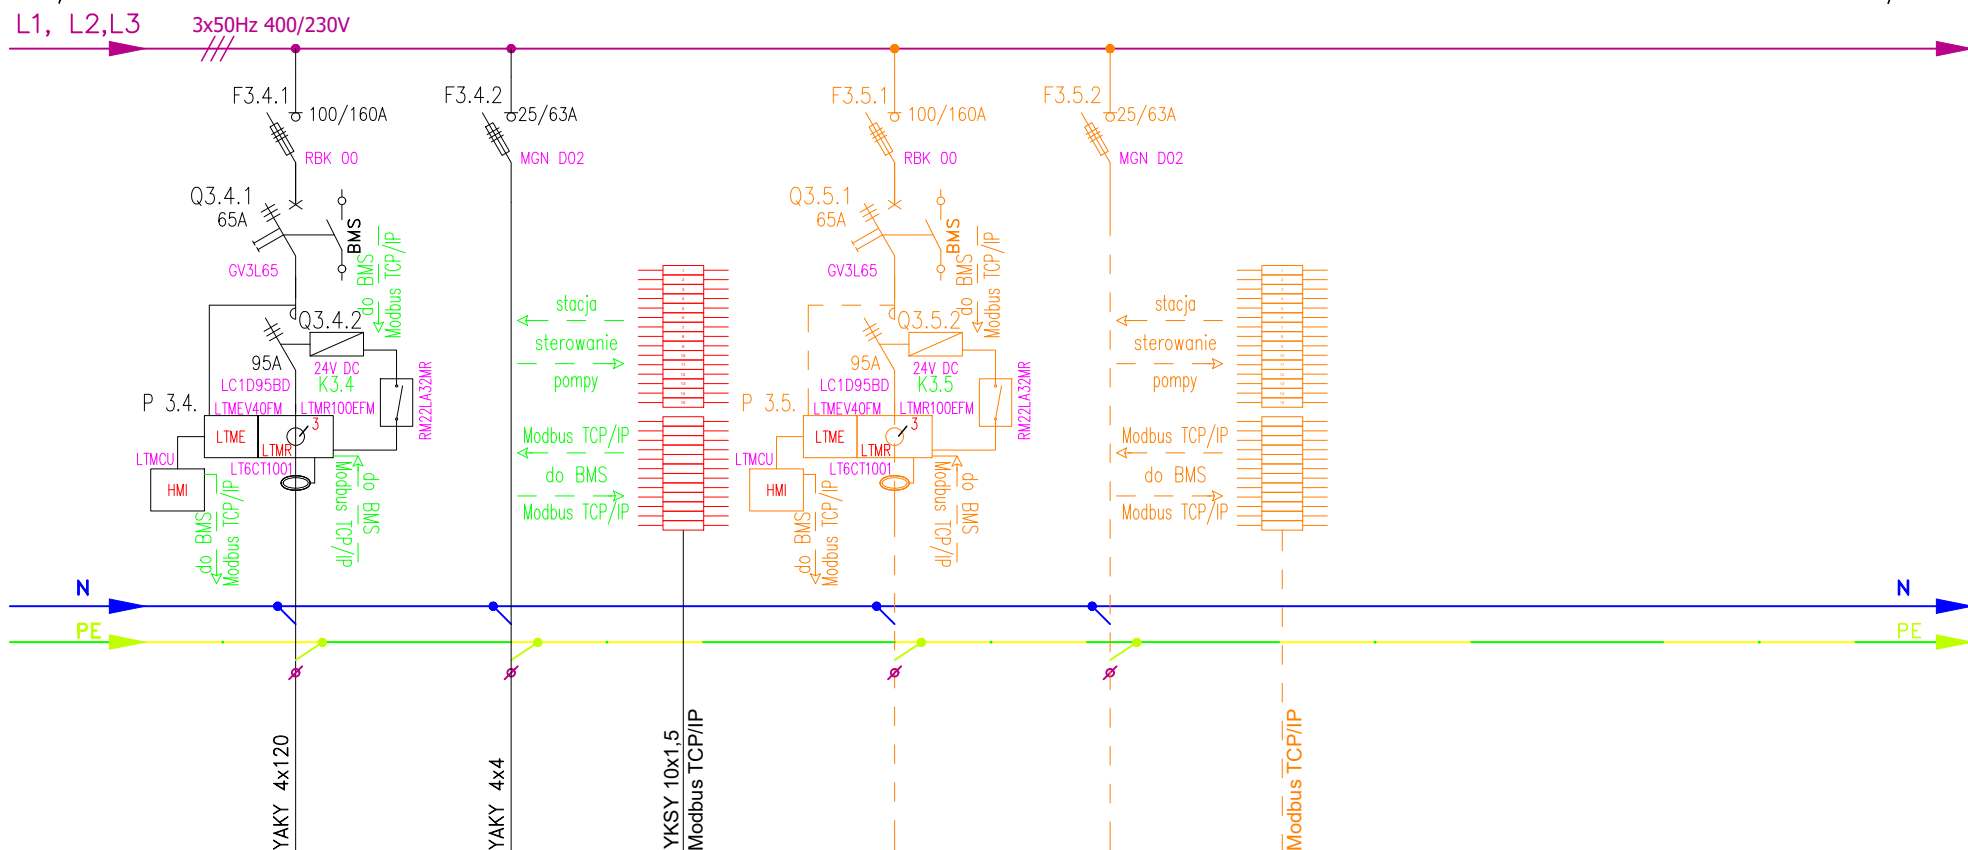 L1, L2,L3
3x50Hz 400/230V
F3.4.1
100/160A
RBK 00
Q3.4.1
65A
BMS
GV3L65
do BMS
Modbus TCP/IP
Q3.4.2
95A
24V DC
LC1D95BD
K3.4
RM22LA32MR
P 3.4.
LTMEV40FM
LTMR100EFM
LTME
3
LTMR
LTMCU
LT6CT1001
HMI
do BMS
Modbus TCP/IP
do BMS
Modbus TCP/IP
F3.4.2
25/63A
MGN D02
stacja
sterowanie
pompy
Modbus TCP/IP
do BMS
Modbus TCP/IP
F3.5.1
100/160A
RBK 00
Q3.5.1
65A
BMS
GV3L65
do BMS
Modbus TCP/IP
Q3.5.2
95A
24V DC
LC1D95BD
K3.5
RM22LA32MR
P 3.5.
LTMEV40FM
LTMR100EFM
LTME
3
LTMR
LTMCU
LT6CT1001
HMI
do BMS
Modbus TCP/IP
do BMS
Modbus TCP/IP
F3.5.2
25/63A
MGN D02
stacja
sterowanie
pompy
Modbus TCP/IP
do BMS
Modbus TCP/IP
N
N
PE
PE
YAKY 4x120
YAKY 4x4
YKSY 10x1,5
Modbus TCP/IP
Modbus TCP/IP